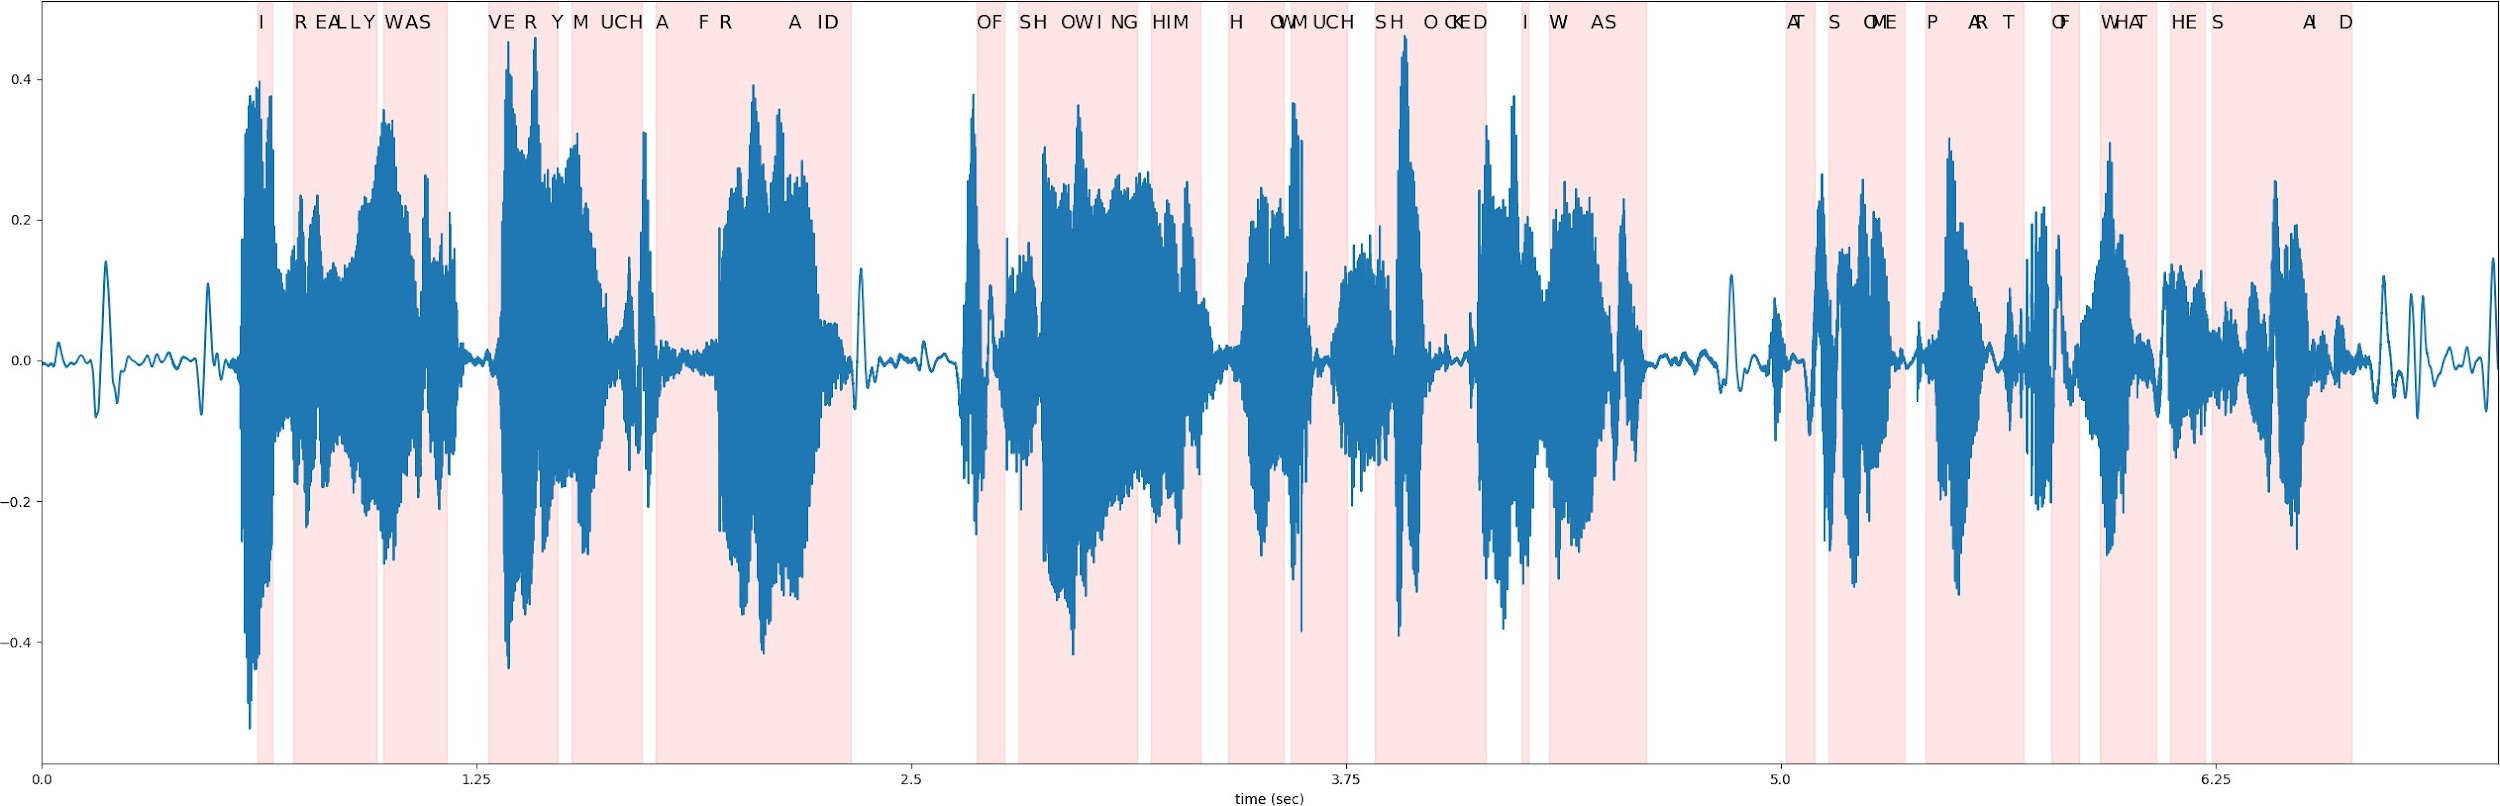 I REALLY WAS VERY MUCH AFRAID OF SHOWING HIM HOW MUCH SHOCKED I WAS AT SOME PART OF WHAT HE SAID
0.4
0.2
0.0
−0.2
−0.4
0.0 1.25 2.5 3.75 5.0 6.25
time (sec)